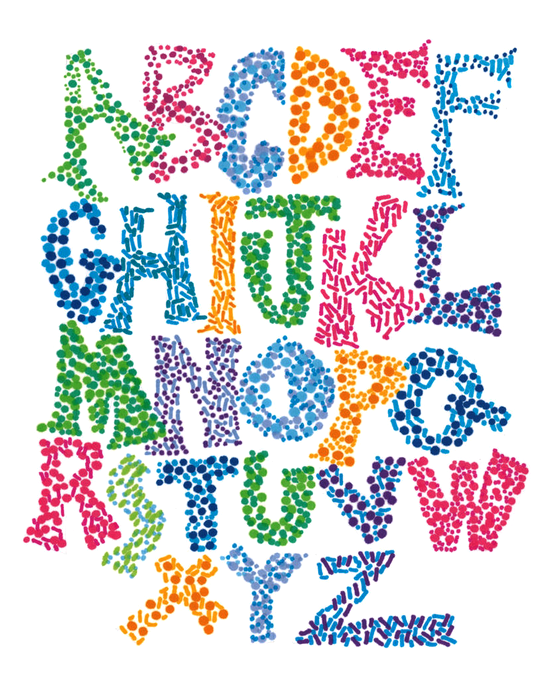 ABCDEF
GHIJKL
MNOPQ
RSTUVW
XYZ